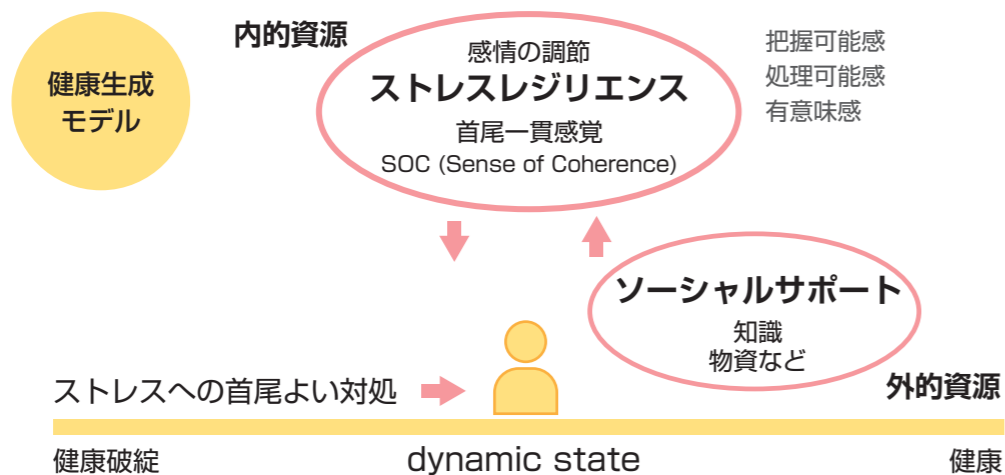 健康生成
モデル
内的資源
感情の調節
ストレスレジリエンス
首尾一貫感覚
SOC (Sense of Coherence)
把握可能感
処理可能感
有意味感
ソーシャルサポート
知識
物資など
外的資源
ストレスへの首尾よい対処
健康破綻
dynamic state
健康